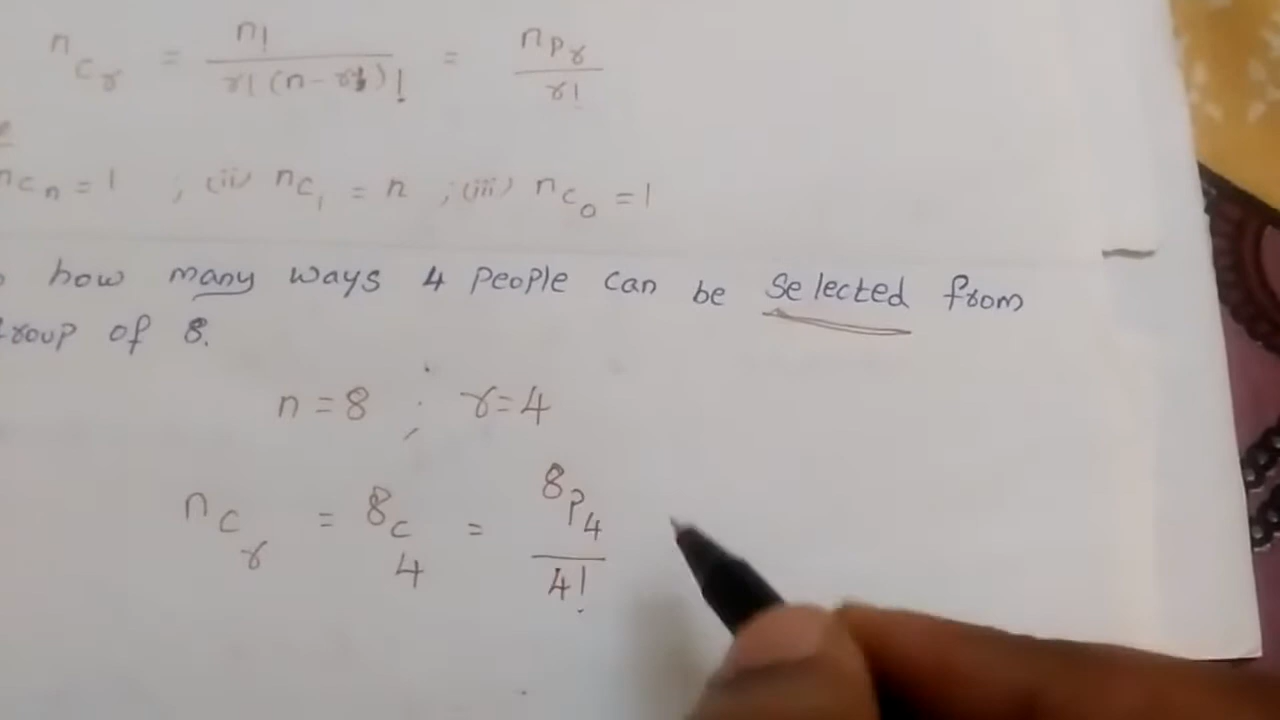 nCr = n! / r!(n-r)! = nPr / r!
nCn = 1 ; (ii) nC1 = n ; (iii) nC0 = 1
how many ways 4 people can be selected from
group of 8.
n = 8 ; r = 4
nCr = 8C4 = 8P4 / 4!